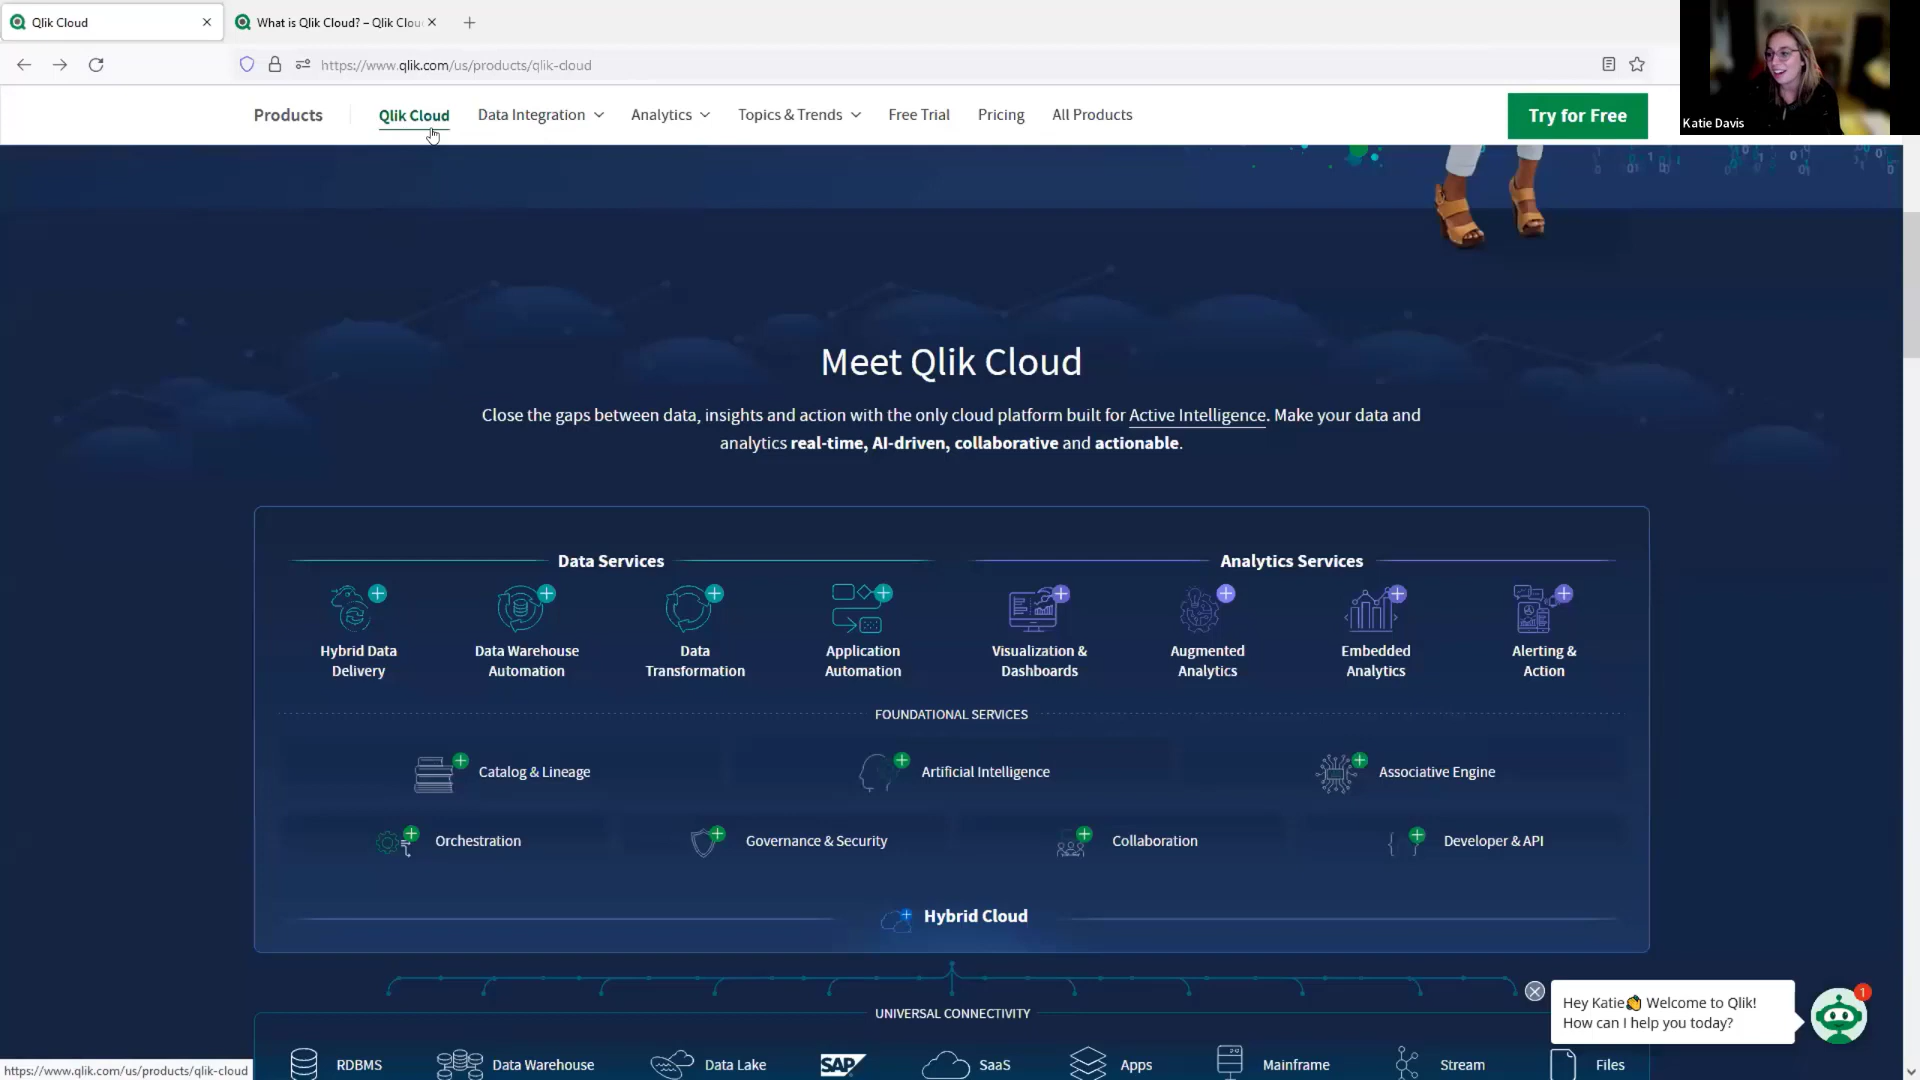 Qlik Cloud
What is Qlik Cloud? – Qlik Clou
https://www.qlik.com/us/products/qlik-cloud
Katie Davis
Products
Qlik Cloud
Data Integration
Analytics
Topics & Trends
Free Trial
Pricing
All Products
Try for Free
Meet Qlik Cloud
Close the gaps between data, insights and action with the only cloud platform built for Active Intelligence. Make your data and
analytics real-time, AI-driven, collaborative and actionable.
Data Services
Analytics Services
Hybrid Data
Delivery
Data Warehouse
Automation
Data
Transformation
Application
Automation
Visualization &
Dashboards
Augmented
Analytics
Embedded
Analytics
Alerting &
Action
FOUNDATIONAL SERVICES
Catalog & Lineage
Artificial Intelligence
Associative Engine
Orchestration
Governance & Security
Collaboration
Developer & API
Hybrid Cloud
UNIVERSAL CONNECTIVITY
RDBMS
Data Warehouse
Data Lake
SAP
SaaS
Apps
Mainframe
Stream
Files
Hey Katie👋 Welcome to Qlik!
How can I help you today?
1
https://www.qlik.com/us/products/qlik-cloud